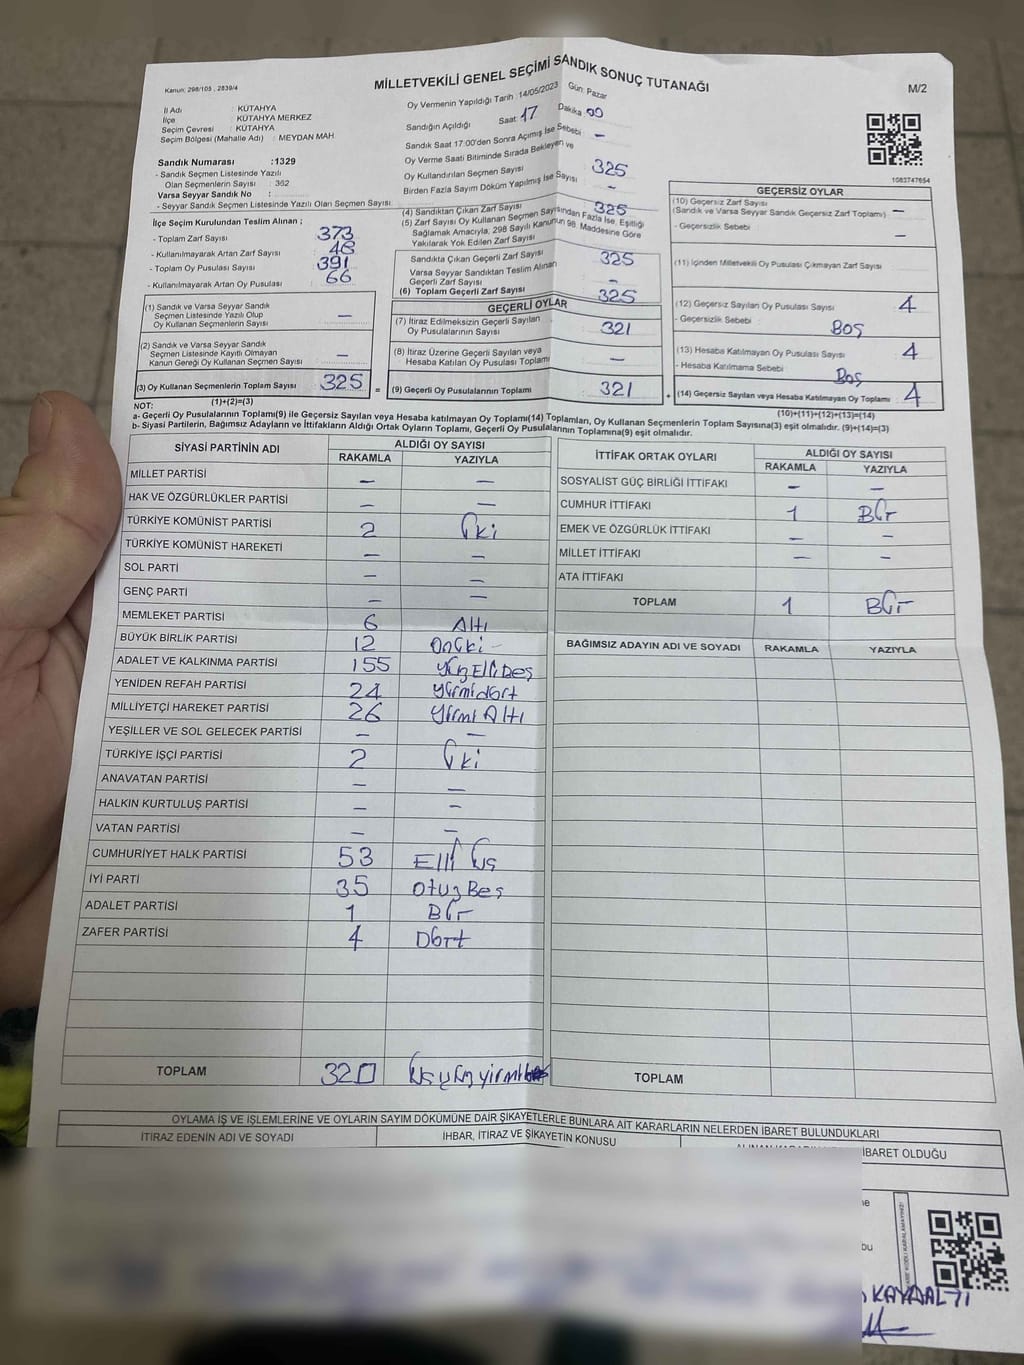 Kanun: 298/105 , 2839/4
MİLLETVEKİLİ GENEL SEÇİMİ SANDIK SONUÇ TUTANAĞI
M/2
İl Adı : KÜTAHYA
İlçe : KÜTAHYA MERKEZ
Seçim Çevresi : KÜTAHYA
Seçim Bölgesi (Mahalle Adı) : MEYDAN MAH
Sandık Numarası :1329
- Sandık Seçmen Listesinde Yazılı
Olan Seçmenlerin Sayısı : 362
Varsa Seyyar Sandık No :
- Seyyar Sandık Seçmen Listesinde Yazılı Olan Seçmen Sayısı
Oy Vermenin Yapıldığı Tarih :14/05/2023 Gün: Pazar
Sandığın Açıldığı Saat: 17 Dakika: 00
Sandık Saat 17:00'den Sonra Açmış İse Sebebi : -
Oy Verme Saati Bitiminde Sırada Bekleyen ve
Oy Kullandırılan Seçmen Sayısı 325
Birden Fazla Sayım Döküm Yapılmış İse Sayısı -
1083747654
İlçe Seçim Kurulundan Teslim Alınan ;
- Toplam Zarf Sayısı 373
- Kullanılmayarak Artan Zarf Sayısı 48
- Toplam Oy Pusulası Sayısı 391
- Kullanılmayarak Artan Oy Pusulası 66
(1) Sandık ve Varsa Seyyar Sandık
Seçmen Listesinde Yazılı Olup
Oy Kullanan Seçmenlerin Sayısı -
(2) Sandık ve Varsa Seyyar Sandık
Seçmen Listesinde Kayıtlı Olmayan
Kanun Gereği Oy Kullanan Seçmen Sayısı -
(3) Oy Kullanan Seçmenlerin Toplam Sayısı 325 =
(1)+(2)=(3)
(4) Sandıktan Çıkan Zarf Sayısı 325
(5) Zarf Sayısı Oy Kullanan Seçmen Sayısından Fazla İse, Eşitliği
Sağlamak Amacıyla, 298 Sayılı Kanunun 98. Maddesine Göre
Yakılarak Yok Edilen Zarf Sayısı
Sandıkta Çıkan Geçerli Zarf Sayısı 325
Varsa Seyyar Sandıktan Teslim Alınan
Geçerli Zarf Sayısı -
(6) Toplam Geçerli Zarf Sayısı 325
GEÇERLİ OYLAR
(7) İtiraz Edilmeksizin Geçerli Sayılan
Oy Pusulalarının Sayısı 321
(8) İtiraz Üzerine Geçerli Sayılan veya
Hesaba Katılan Oy Pusulası Toplamı -
(9) Geçerli Oy Pusulalarının Toplamı 321 +
GEÇERSİZ OYLAR
(10) Geçersiz Zarf Sayısı
(Sandık ve Varsa Seyyar Sandık Geçersiz Zarf Toplamı) -
- Geçersizlik Sebebi -
(11) İçinden Milletvekili Oy Pusulası Çıkmayan Zarf Sayısı
(12) Geçersiz Sayılan Oy Pusulası Sayısı 4
- Geçersizlik Sebebi Boş
(13) Hesaba Katılmayan Oy Pusulası Sayısı 4
- Hesaba Katılmama Sebebi Boş
(14) Geçersiz Sayılan veya Hesaba Katılmayan Oy Toplamı 4
(10)+(11)+(12)+(13)=(14)
NOT:
a- Geçerli Oy Pusulalarının Toplamı(9) ile Geçersiz Sayılan veya Hesaba katılmayan Oy Toplamı(14) Toplamları, Oy Kullanan Seçmenlerin Toplam Sayısına(3) eşit olmalıdır. (9)+(14)=(3)
b- Siyasi Partilerin, Bağımsız Adayların ve İttifakların Aldığı Ortak Oyların Toplamı, Geçerli Oy Pusulalarının Toplamına(9) eşit olmalıdır.
SİYASİ PARTİNİN ADI ALDIĞI OY SAYISI
RAKAMLA YAZIYLA
MİLLET PARTİSİ - -
HAK VE ÖZGÜRLÜKLER PARTİSİ - -
TÜRKİYE KOMÜNİST PARTİSİ 2 İki
TÜRKİYE KOMÜNİST HAREKETİ - -
SOL PARTİ - -
GENÇ PARTİ - -
MEMLEKET PARTİSİ 6 Altı
BÜYÜK BİRLİK PARTİSİ 12 Oniki -
ADALET VE KALKINMA PARTİSİ 155 YüzElliBeş
YENİDEN REFAH PARTİSİ 24 Yirmidört
MİLLİYETÇİ HAREKET PARTİSİ 26 Yirmi Altı
YEŞİLLER VE SOL GELECEK PARTİSİ - -
TÜRKİYE İŞÇİ PARTİSİ 2 İki
ANAVATAN PARTİSİ - -
HALKIN KURTULUŞ PARTİSİ - -
VATAN PARTİSİ - -
CUMHURİYET HALK PARTİSİ 53 Elli Üç
İYİ PARTİ 35 OtuzBeş
ADALET PARTİSİ 1 Bir
ZAFER PARTİSİ 4 Dört
TOPLAM 320 Üçyüzyirmi
İTTİFAK ORTAK OYLARI ALDIĞI OY SAYISI
RAKAMLA YAZIYLA
SOSYALİST GÜÇ BİRLİĞİ İTTİFAKI - -
CUMHUR İTTİFAKI 1 Bir
EMEK VE ÖZGÜRLÜK İTTİFAKI - -
MİLLET İTTİFAKI - -
ATA İTTİFAKI
TOPLAM 1 Bir
BAĞIMSIZ ADAYIN ADI VE SOYADI RAKAMLA YAZIYLA
TOPLAM
OYLAMA İŞ VE İŞLEMLERİNE VE OYLARIN SAYIM DÖKÜMÜNE DAİR ŞİKAYETLERLE BUNLARA AİT KARARLARIN NELERDEN İBARET BULUNDUKLARI
İTİRAZ EDENİN ADI VE SOYADI İHBAR, İTİRAZ VE ŞİKAYETİN KONUSU İBARET OLDUĞU
bu
KAYAALTI